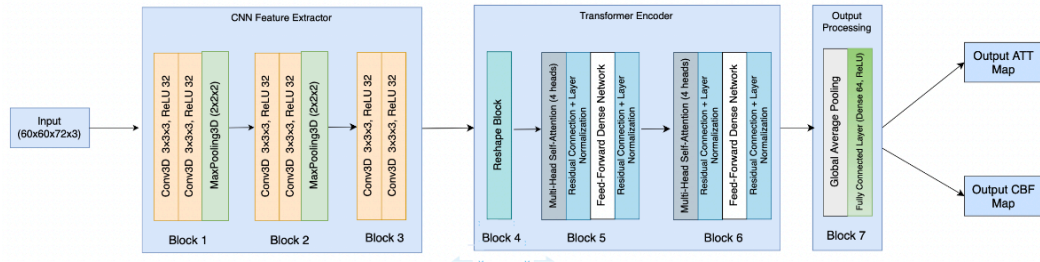 CNN Feature Extractor
Transformer Encoder
Output
Processing
Input
(60x60x72x3)
Conv3D 3x3x3, ReLU 32
Conv3D 3x3x3, ReLU 32
MaxPooling3D (2x2x2)
Block 1
Conv3D 3x3x3, ReLU 32
Conv3D 3x3x3, ReLU 32
MaxPooling3D (2x2x2)
Block 2
Conv3D 3x3x3, ReLU 32
Conv3D 3x3x3, ReLU 32
Block 3
Reshape Block
Block 4
Multi-Head Self-Attention (4 heads)
Residual Connection + Layer
Normalization
Feed-Forward Dense Network
Residual Connection + Layer
Normalization
Block 5
Multi-Head Self-Attention (4 heads)
Residual Connection + Layer
Normalization
Feed-Forward Dense Network
Residual Connection + Layer
Normalization
Block 6
Global Average Pooling
Fully Connected Layer (Dense 64, ReLU)
Block 7
Output ATT
Map
Output CBF
Map